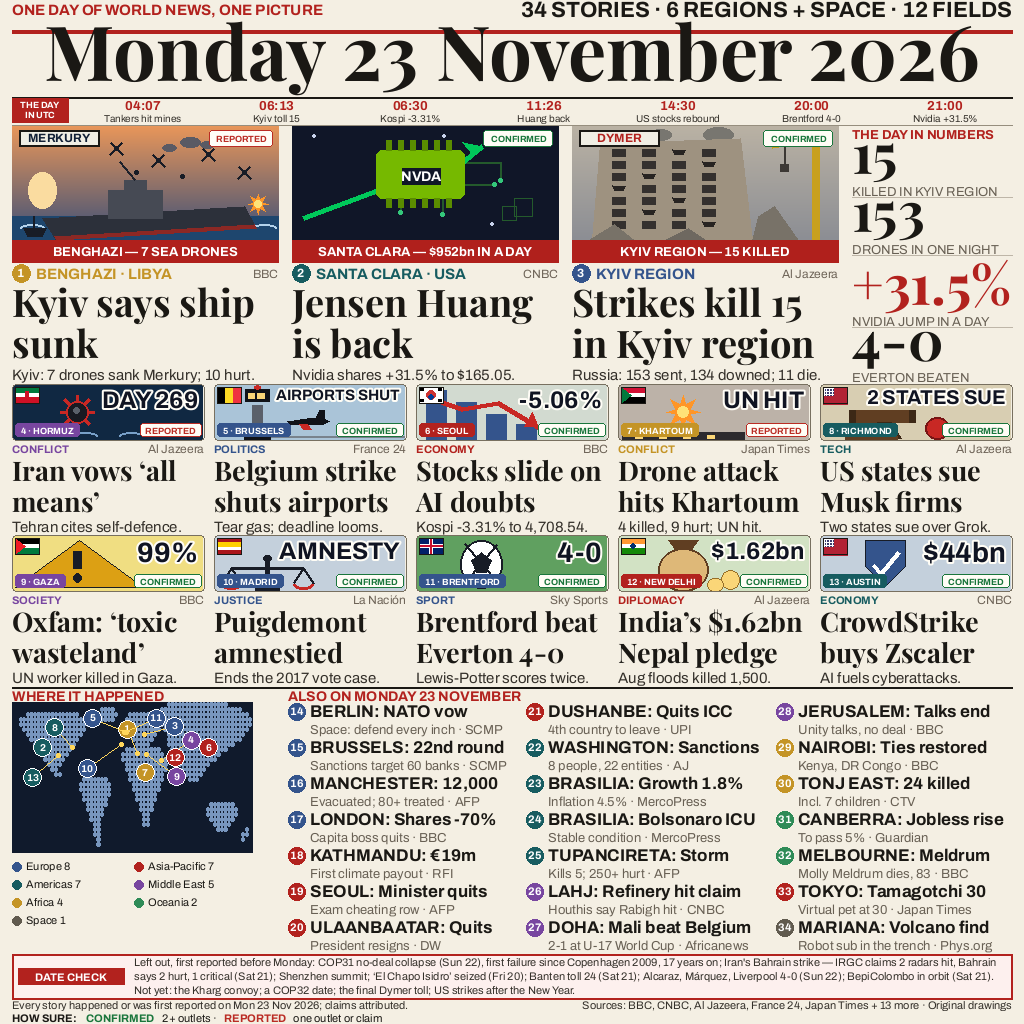 ONE DAY OF WORLD NEWS, ONE PICTURE
34 STORIES · 6 REGIONS + SPACE · 12 FIELDS
Monday 23 November 2026
THE DAY
IN UTC
04:07
Tankers hit mines
06:13
Kyiv toll 15
06:30
Kospi -3.31%
11:26
Huang back
14:30
US stocks rebound
20:00
Brentford 4-0
21:00
Nvidia +31.5%
MERKURY
REPORTED
BENGHAZI — 7 SEA DRONES
1 BENGHAZI · LIBYA
BBC
Kyiv says ship
sunk
Kyiv: 7 drones sank Merkury; 10 hurt.
CONFIRMED
NVDA
SANTA CLARA — $952bn IN A DAY
2 SANTA CLARA · USA
CNBC
Jensen Huang
is back
Nvidia shares +31.5% to $165.05.
DYMER
CONFIRMED
KYIV REGION — 15 KILLED
3 KYIV REGION
Al Jazeera
Strikes kill 15
in Kyiv region
Russia: 153 sent, 134 downed; 11 die.
THE DAY IN NUMBERS
15
KILLED IN KYIV REGION
153
DRONES IN ONE NIGHT
+31.5%
NVIDIA JUMP IN A DAY
4-0
EVERTON BEATEN
DAY 269
4 · HORMUZ
REPORTED
CONFLICT
Al Jazeera
Iran vows ‘all
means’
Tehran cites self-defence.
AIRPORTS SHUT
5 · BRUSSELS
CONFIRMED
POLITICS
France 24
Belgium strike
shuts airports
Tear gas; deadline looms.
-5.06%
6 · SEOUL
CONFIRMED
ECONOMY
BBC
Stocks slide on
AI doubts
Kospi -3.31% to 4,708.54.
UN HIT
7 · KHARTOUM
REPORTED
CONFLICT
Japan Times
Drone attack
hits Khartoum
4 killed, 9 hurt; UN hit.
2 STATES SUE
8 · RICHMOND
CONFIRMED
TECH
Al Jazeera
US states sue
Musk firms
Two states sue over Grok.
99%
9 · GAZA
CONFIRMED
SOCIETY
BBC
Oxfam: ‘toxic
wasteland’
UN worker killed in Gaza.
AMNESTY
10 · MADRID
CONFIRMED
JUSTICE
La Nación
Puigdemont
amnestied
Ends the 2017 vote case.
4-0
11 · BRENTFORD
CONFIRMED
SPORT
Sky Sports
Brentford beat
Everton 4-0
Lewis-Potter scores twice.
$1.62bn
12 · NEW DELHI
CONFIRMED
DIPLOMACY
Al Jazeera
India’s $1.62bn
Nepal pledge
Aug floods killed 1,500.
$44bn
13 · AUSTIN
CONFIRMED
ECONOMY
CNBC
CrowdStrike
buys Zscaler
AI fuels cyberattacks.
WHERE IT HAPPENED
5
11
8
1
3
4
2
6
12
10
7
13
9
Europe 8
Asia-Pacific 7
Americas 7
Middle East 5
Africa 4
Oceania 2
Space 1
ALSO ON MONDAY 23 NOVEMBER
14 BERLIN: NATO vow
Space: defend every inch · SCMP
15 BRUSSELS: 22nd round
Sanctions target 60 banks · SCMP
16 MANCHESTER: 12,000
Evacuated; 80+ treated · AFP
17 LONDON: Shares -70%
Capita boss quits · BBC
18 KATHMANDU: €19m
First climate payout · RFI
19 SEOUL: Minister quits
Exam cheating row · AFP
20 ULAANBAATAR: Quits
President resigns · DW
21 DUSHANBE: Quits ICC
4th country to leave · UPI
22 WASHINGTON: Sanctions
8 people, 22 entities · AJ
23 BRASILIA: Growth 1.8%
Inflation 4.5% · MercoPress
24 BRASILIA: Bolsonaro ICU
Stable condition · MercoPress
25 TUPANCIRETA: Storm
Kills 5; 250+ hurt · AFP
26 LAHJ: Refinery hit claim
Houthis say Rabigh hit · CNBC
27 DOHA: Mali beat Belgium
2-1 at U-17 World Cup · Africanews
28 JERUSALEM: Talks end
Unity talks, no deal · BBC
29 NAIROBI: Ties restored
Kenya, DR Congo · BBC
30 TONJ EAST: 24 killed
Incl. 7 children · CTV
31 CANBERRA: Jobless rise
To pass 5% · Guardian
32 MELBOURNE: Meldrum
Molly Meldrum dies, 83 · BBC
33 TOKYO: Tamagotchi 30
Virtual pet at 30 · Japan Times
34 MARIANA: Volcano find
Robot sub in the trench · Phys.org
DATE CHECK
Left out, first reported before Monday: COP31 no-deal collapse (Sun 22), first failure since Copenhagen 2009, 17 years on; Iran's Bahrain strike — IRGC claims 2 radars hit, Bahrain
says 2 hurt, 1 critical (Sat 21); Shenzhen summit; ‘El Chapo Isidro’ seized (Fri 20); Banten toll 24 (Sat 21); Alcaraz, Márquez, Liverpool 4-0 (Sun 22); BepiColombo in orbit (Sat 21).
Not yet: the Kharg convoy; a COP32 date; the final Dymer toll; US strikes after the New Year.
Every story happened or was first reported on Mon 23 Nov 2026; claims attributed.
Sources: BBC, CNBC, Al Jazeera, France 24, Japan Times + 13 more · Original drawings
HOW SURE: CONFIRMED 2+ outlets · REPORTED one outlet or claim